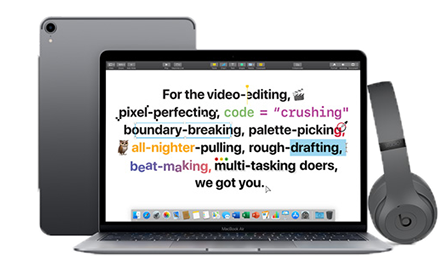 For the video-editing,
pixel-perfecting, code = "crushing"
boundary-breaking, palette-picking,
all-nighter-pulling, rough-drafting,
beat-making, multi-tasking doers,
we got you.
MacBook Air